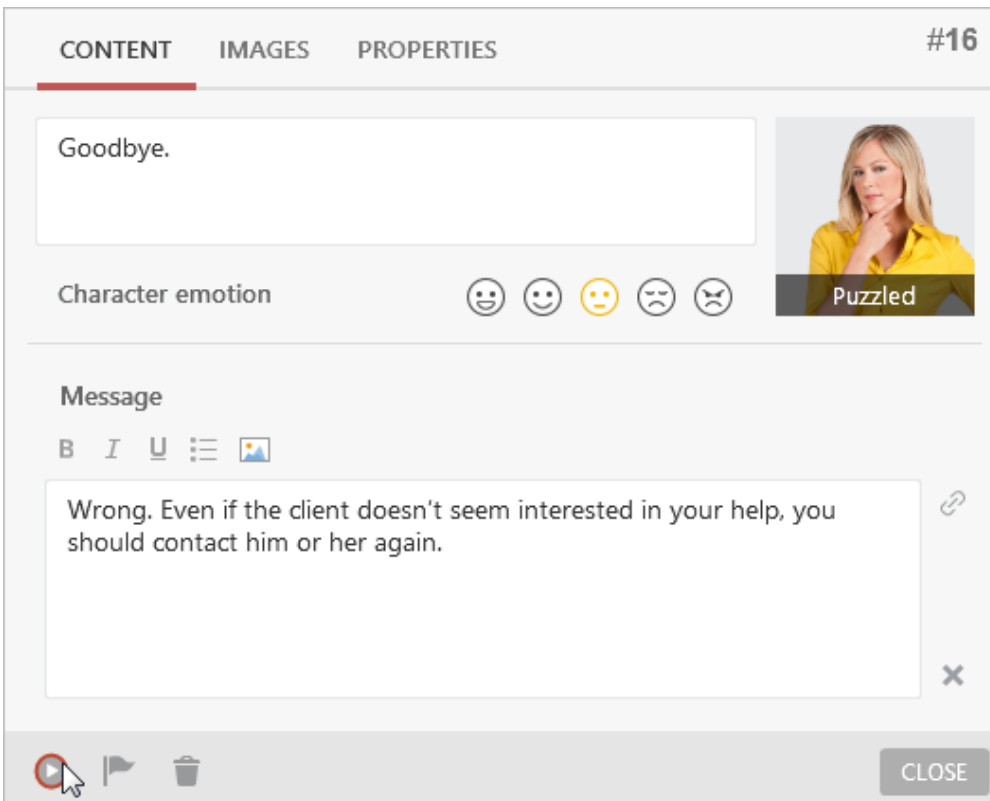 CONTENT IMAGES PROPERTIES #16
Goodbye.
Character emotion
Puzzled
Message
B I U
Wrong. Even if the client doesn't seem interested in your help, you
should contact him or her again.
CLOSE